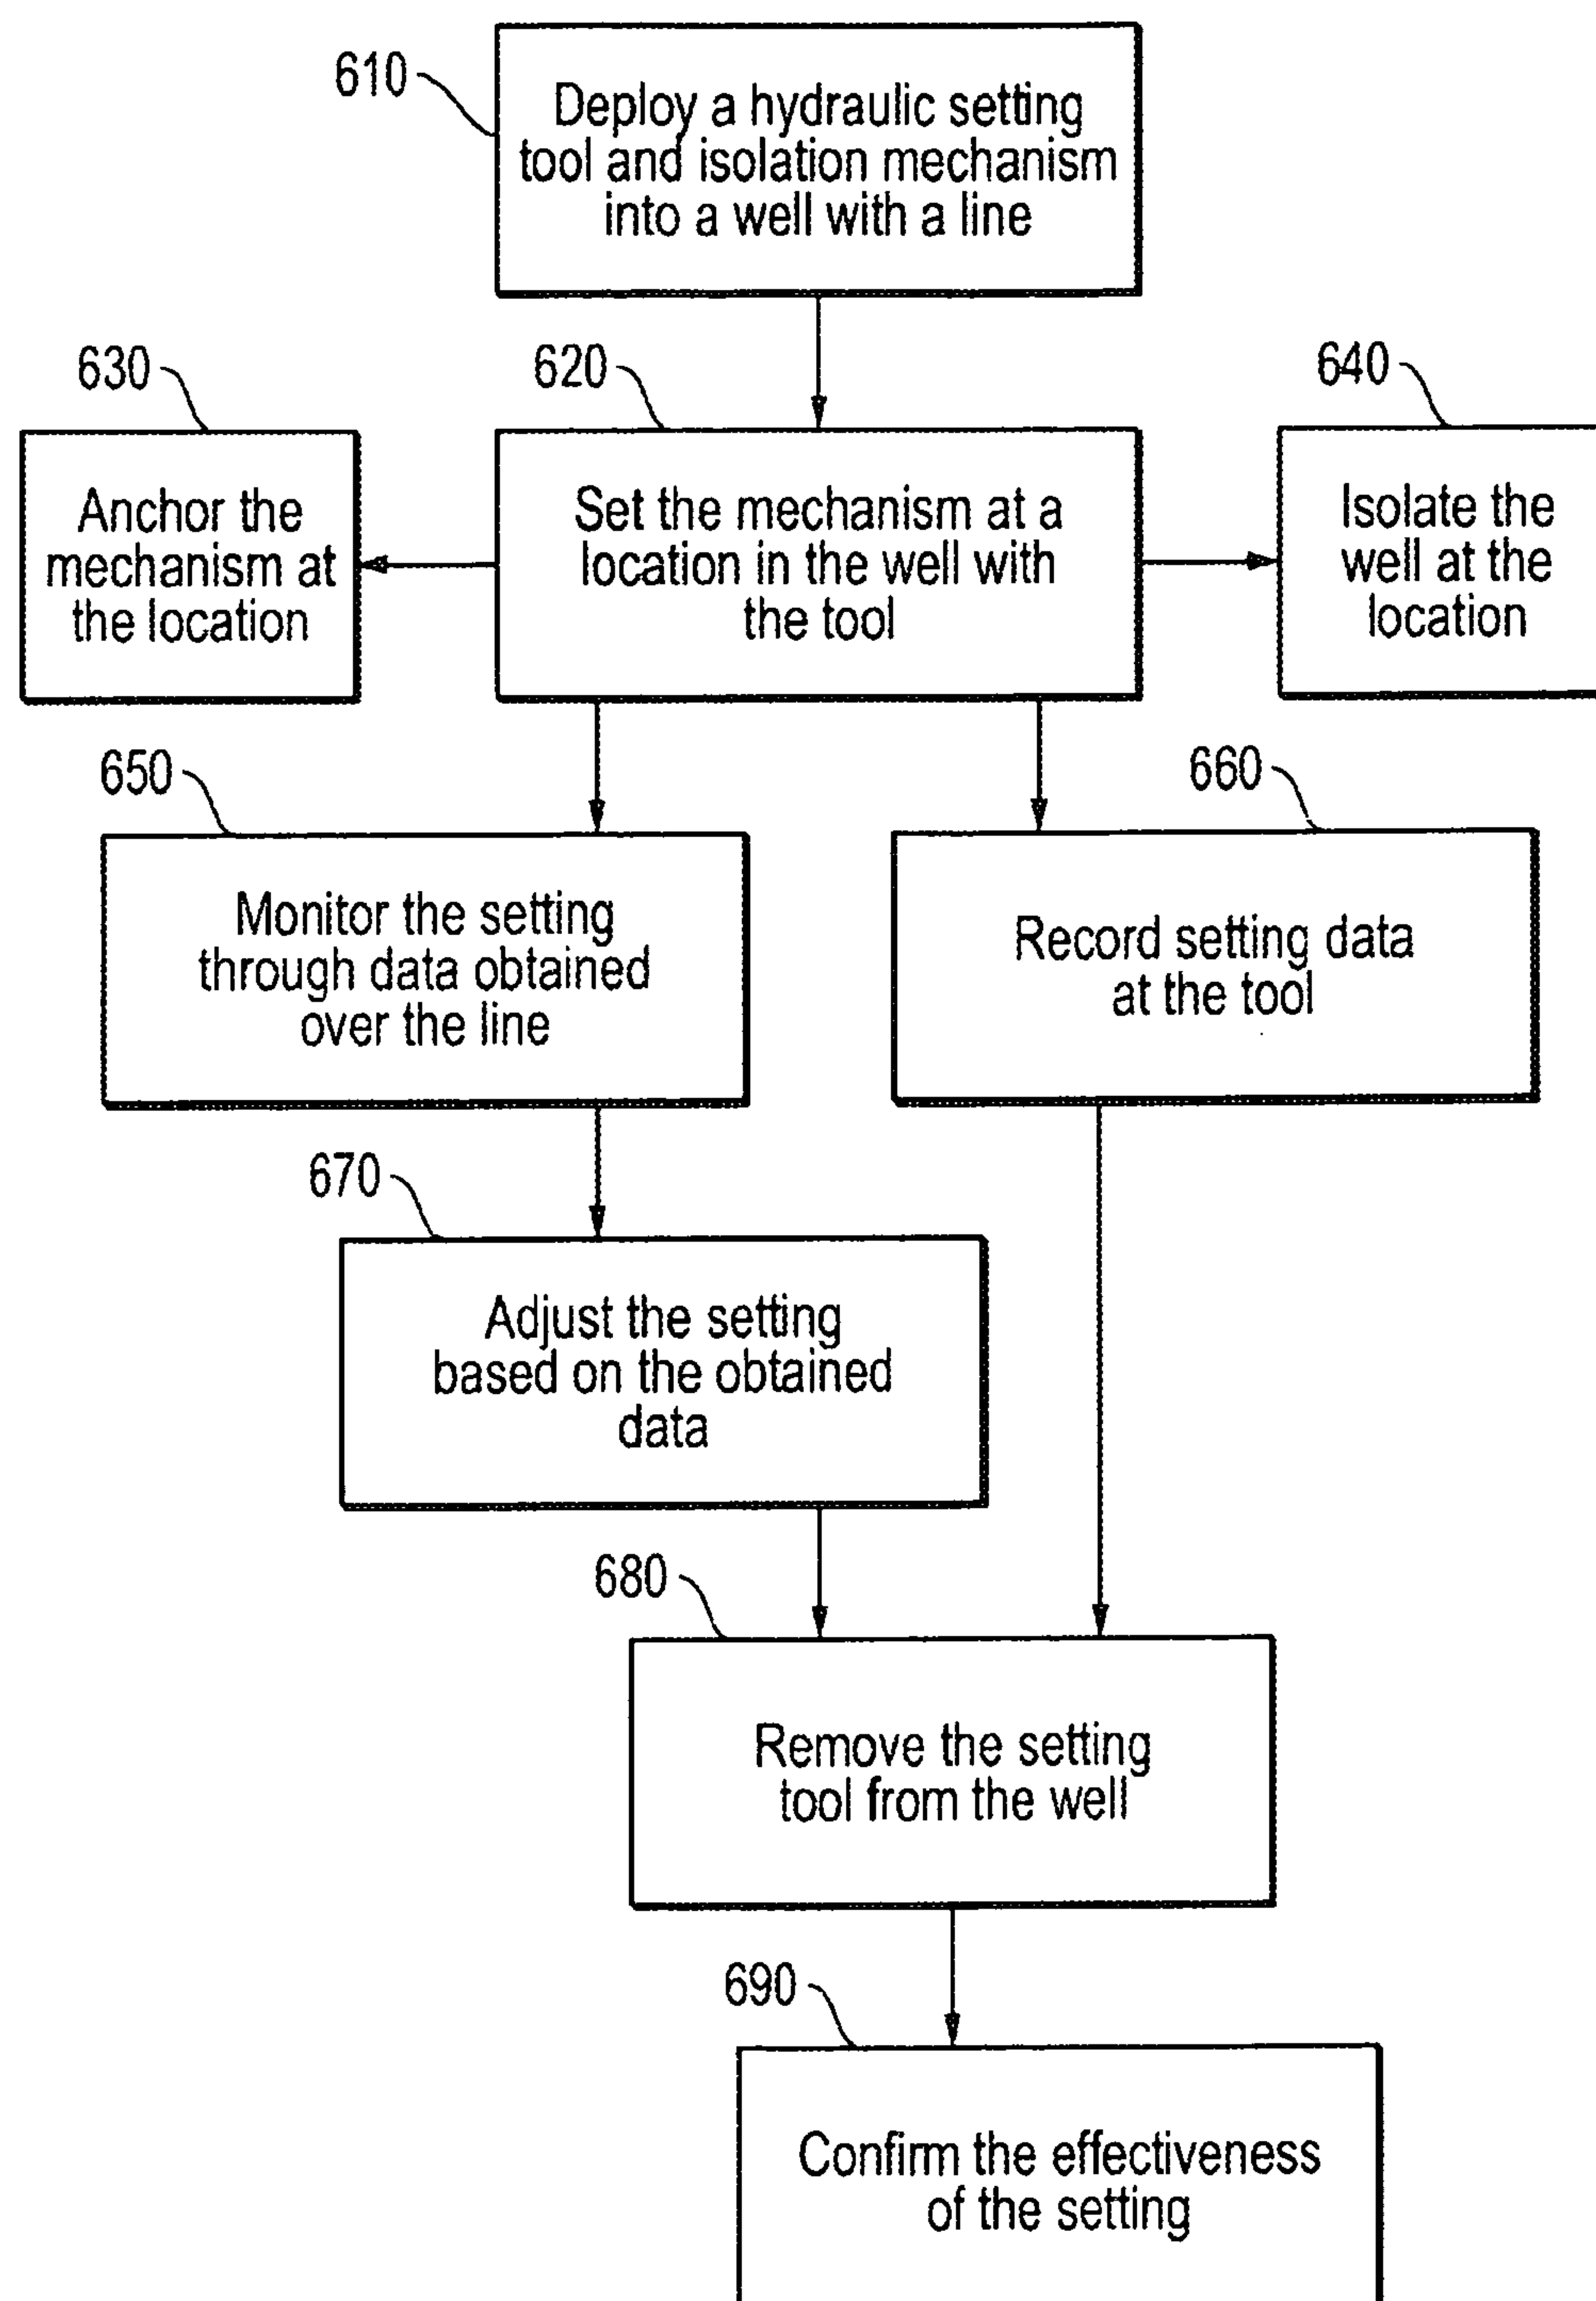 610
Deploy a hydraulic setting
tool and isolation mechanism
into a well with a line
630
620
640
Anchor the
mechanism at
the location
Set the mechanism at a
location in the well with
the tool
Isolate the
well at the
location
650
660
Monitor the setting
through data obtained
over the line
Record setting data
at the tool
670
Adjust the setting
based on the obtained
data
680
Remove the setting
tool from the well
690
Confirm the effectiveness
of the setting